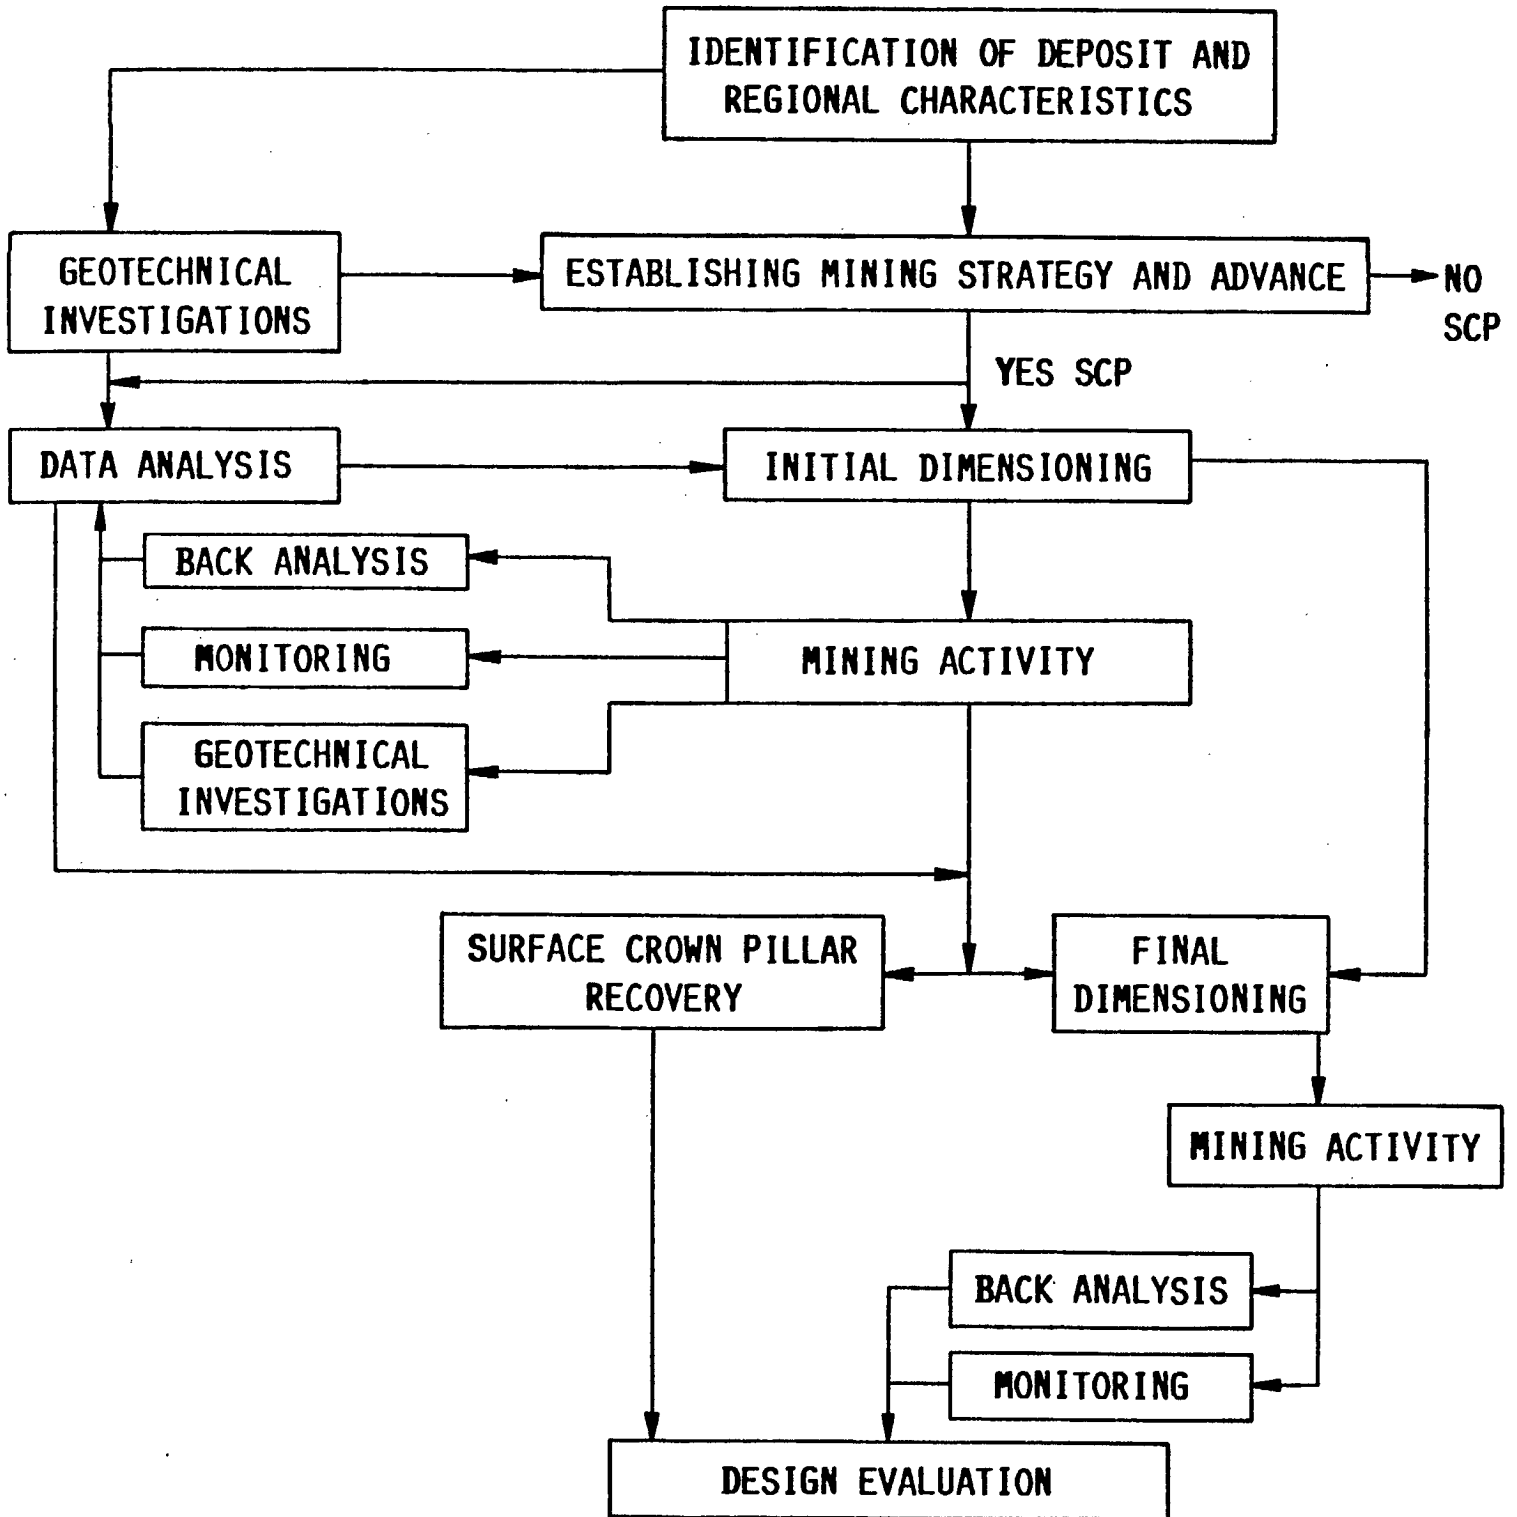 IDENTIFICATION OF DEPOSIT AND
REGIONAL CHARACTERISTICS
GEOTECHNICAL
INVESTIGATIONS
ESTABLISHING MINING STRATEGY AND ADVANCE
NO
SCP
YES SCP
DATA ANALYSIS
INITIAL DIMENSIONING
BACK ANALYSIS
MONITORING
MINING ACTIVITY
GEOTECHNICAL
INVESTIGATIONS
SURFACE CROWN PILLAR
RECOVERY
FINAL
DIMENSIONING
MINING ACTIVITY
BACK ANALYSIS
MONITORING
DESIGN EVALUATION